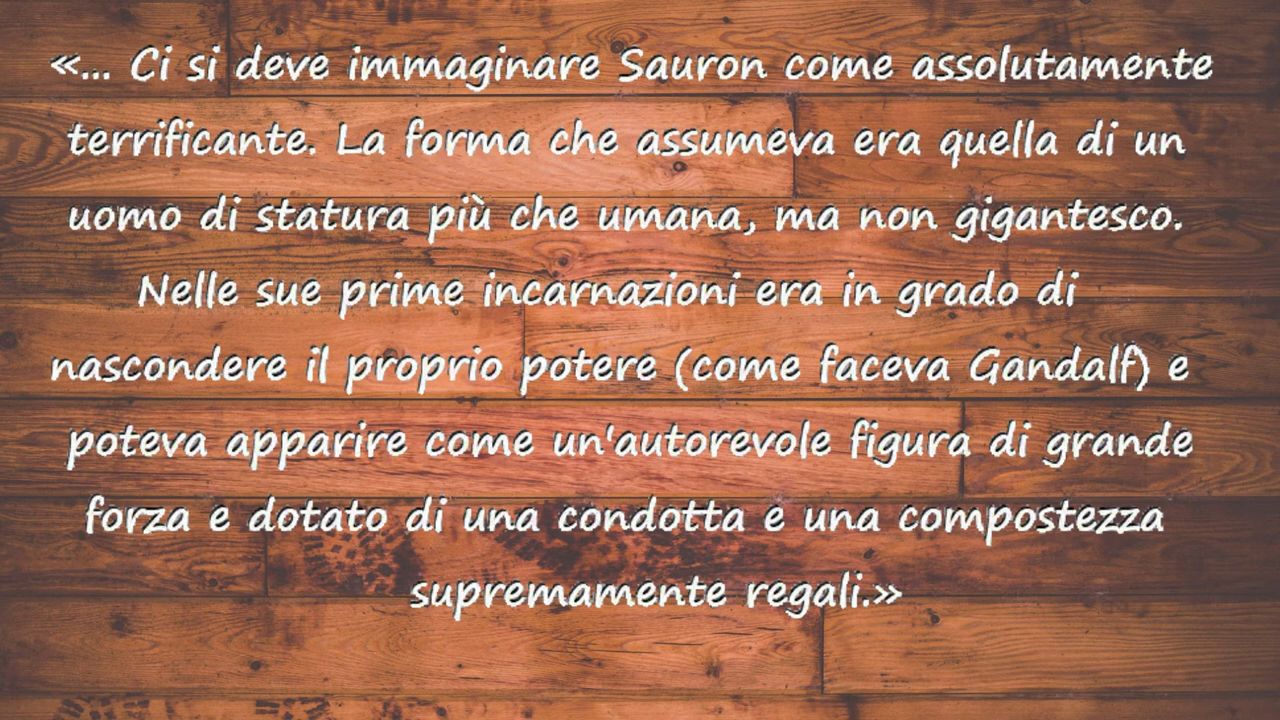 «... Ci si deve immaginare Sauron come assolutamente
terrificante. La forma che assumeva era quella di un
uomo di statura più che umana, ma non gigantesco.
Nelle sue prime incarnazioni era in grado di
nascondere il proprio potere (come faceva Gandalf) e
poteva apparire come un'autorevole figura di grande
forza e dotato di una condotta e una compostezza
supremamente regali.»